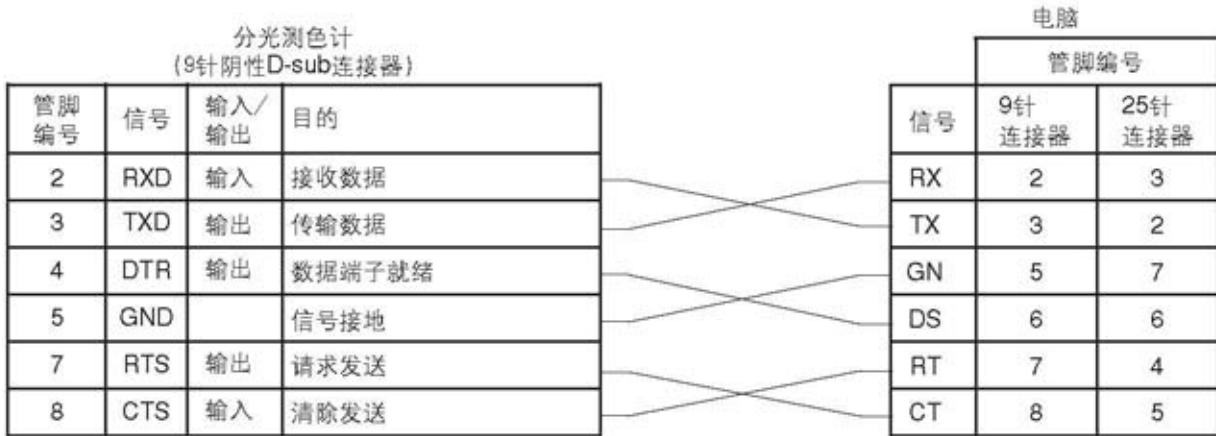 分光测色计
(9针阴性D-sub连接器)
管脚编号 信号 输入/输出 目的
2 RXD 输入 接收数据
3 TXD 输出 传输数据
4 DTR 输出 数据端子就绪
5 GND 信号接地
7 RTS 输出 请求发送
8 CTS 输入 清除发送
电脑
管脚编号
信号 9针连接器 25针连接器
RX 2 3
TX 3 2
GN 5 7
DS 6 6
RT 7 4
CT 8 5